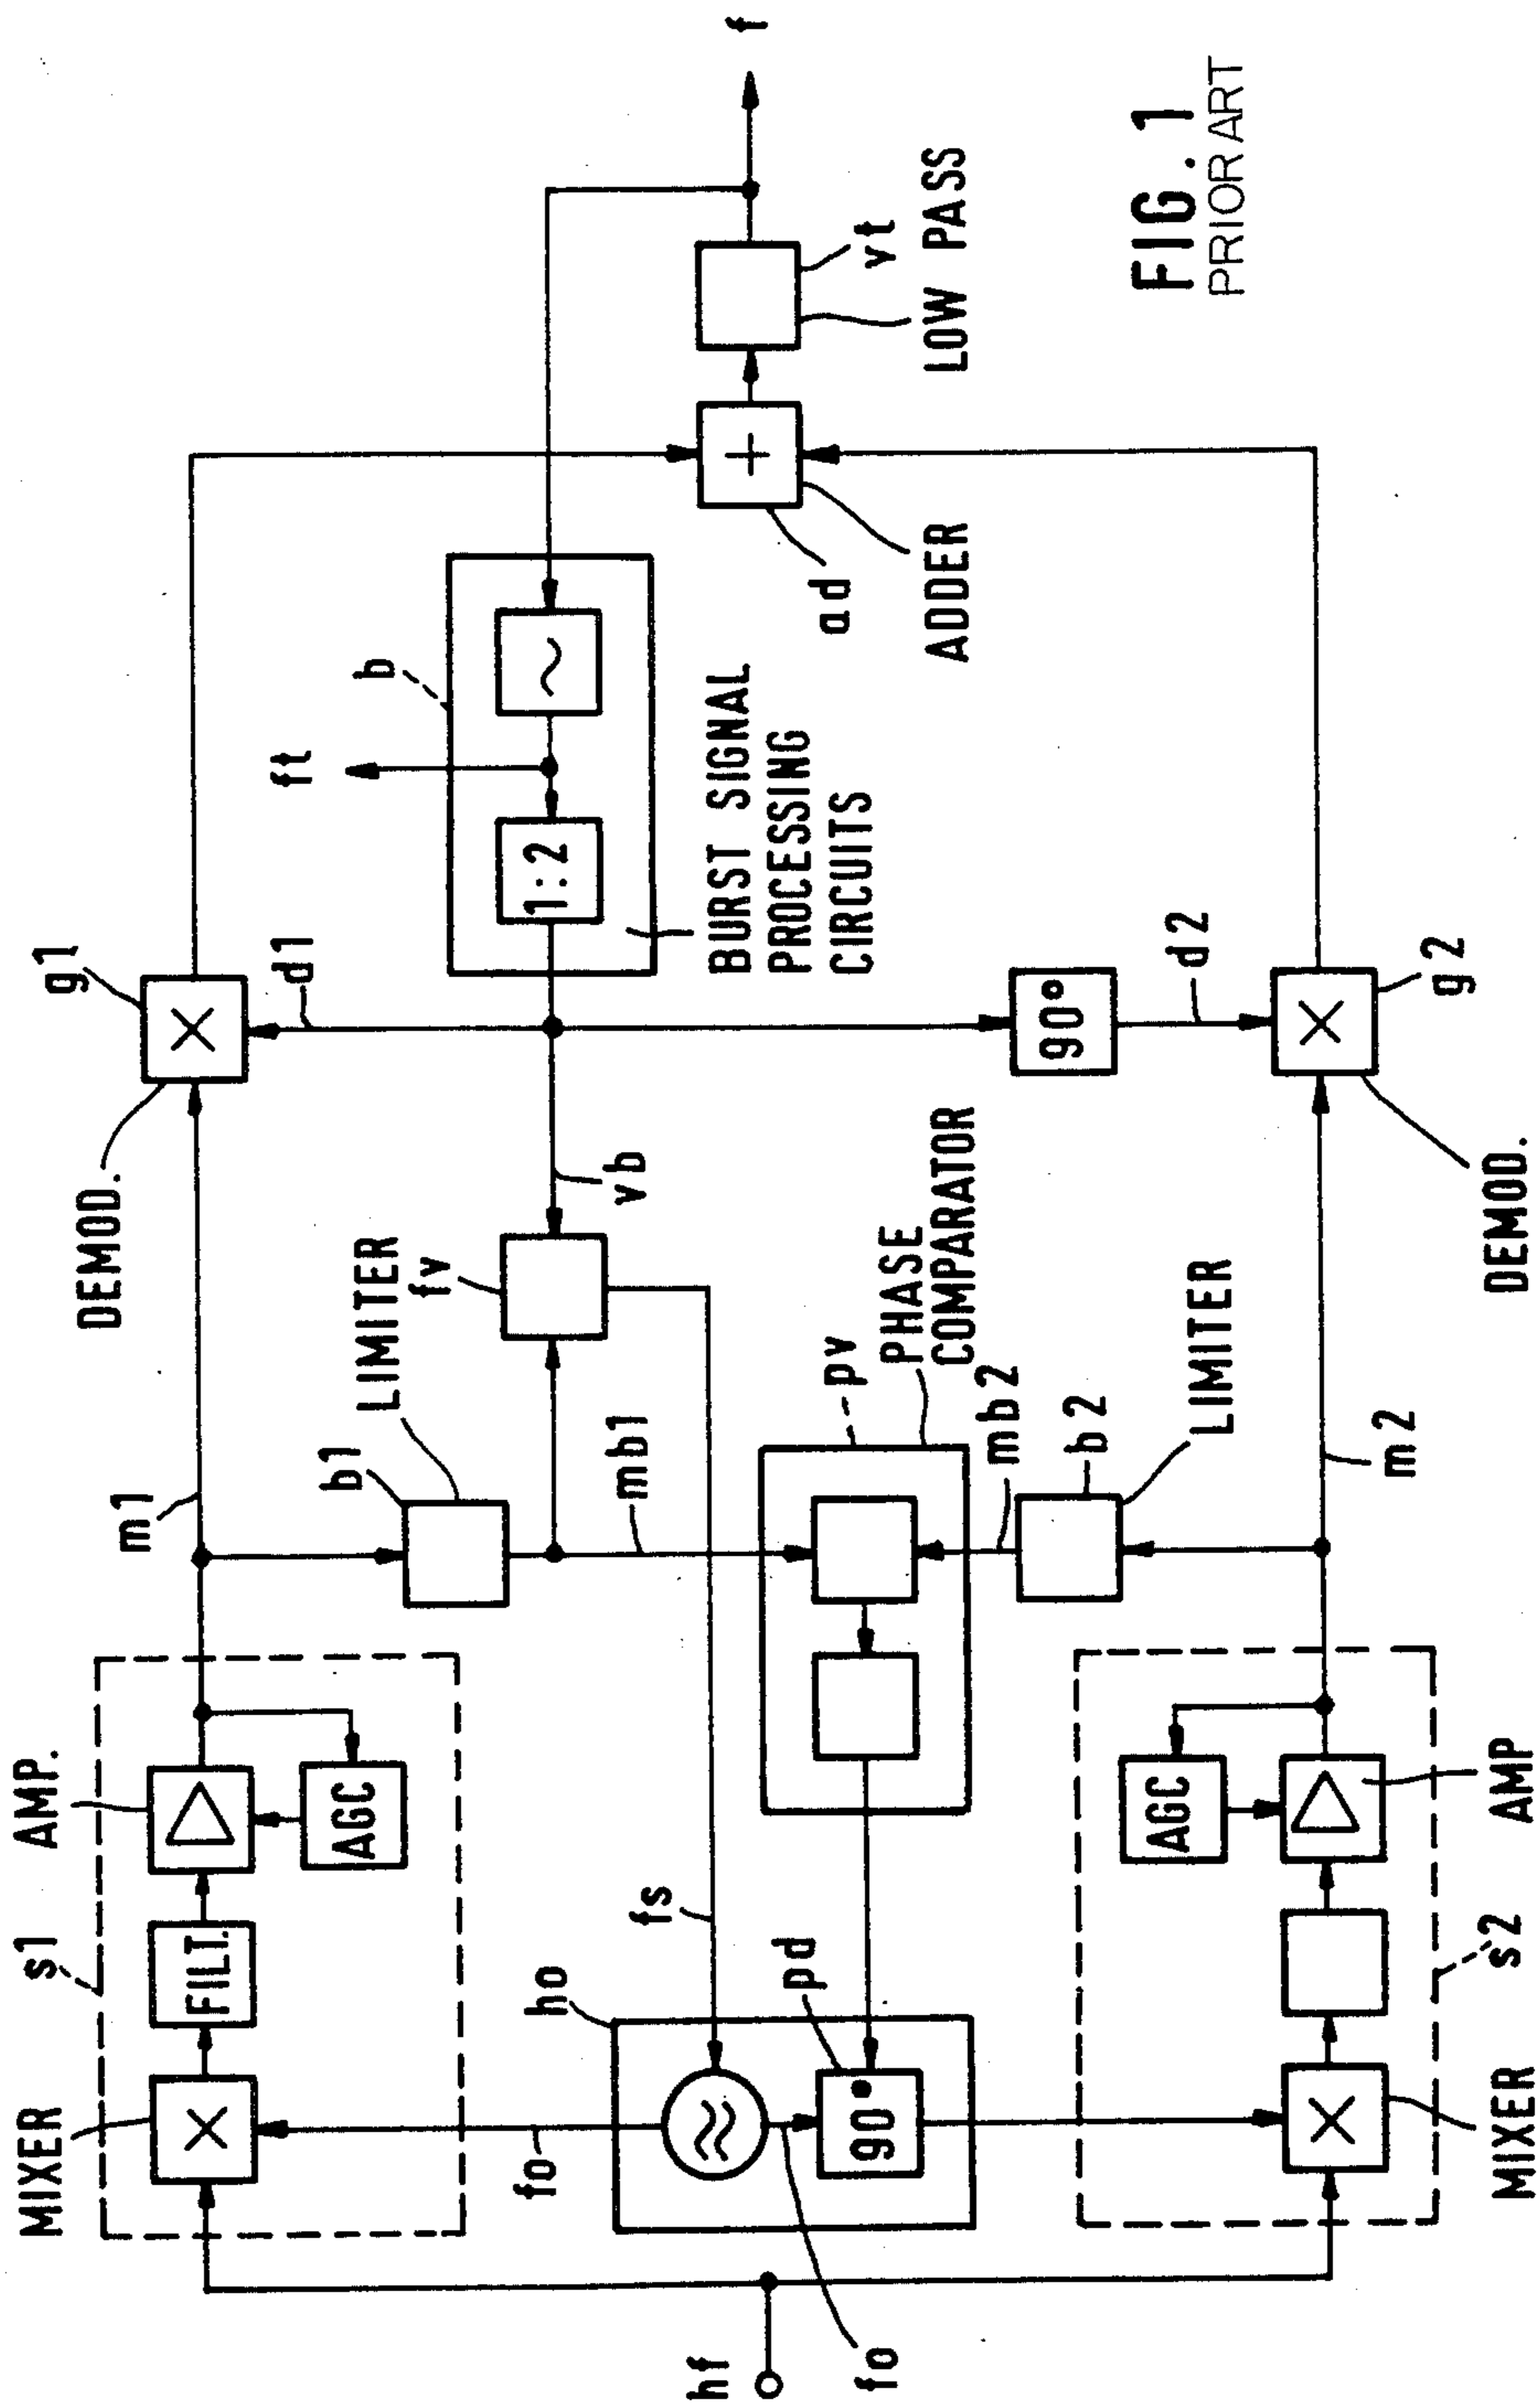 MIXER
s1
AMP.
FILT.
AGC
m1
DEMOD.
g1
b1
LIMITER
fv
d1
ft
b
1:2
BURST SIGNAL
PROCESSING
CIRCUITS
vb
mb1
fs
ho
fo
hf
fo
pd
90°
pv
PHASE
COMPARATOR
mb2
b2
LIMITER
90°
d2
ad
+
ADDER
vt
LOW PASS
f
AGC
MIXER
s2
AMP
m2
DEMOD.
g2
FIG. 1
PRIOR ART